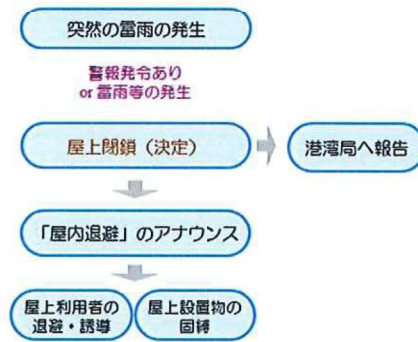 突然の雷雨の発生
警報発令あり
or 雷雨等の発生
屋上閉鎖（決定）
港湾局へ報告
「屋内退避」のアナウンス
屋上利用者の
退避・誘導
屋上設置物の
固縛